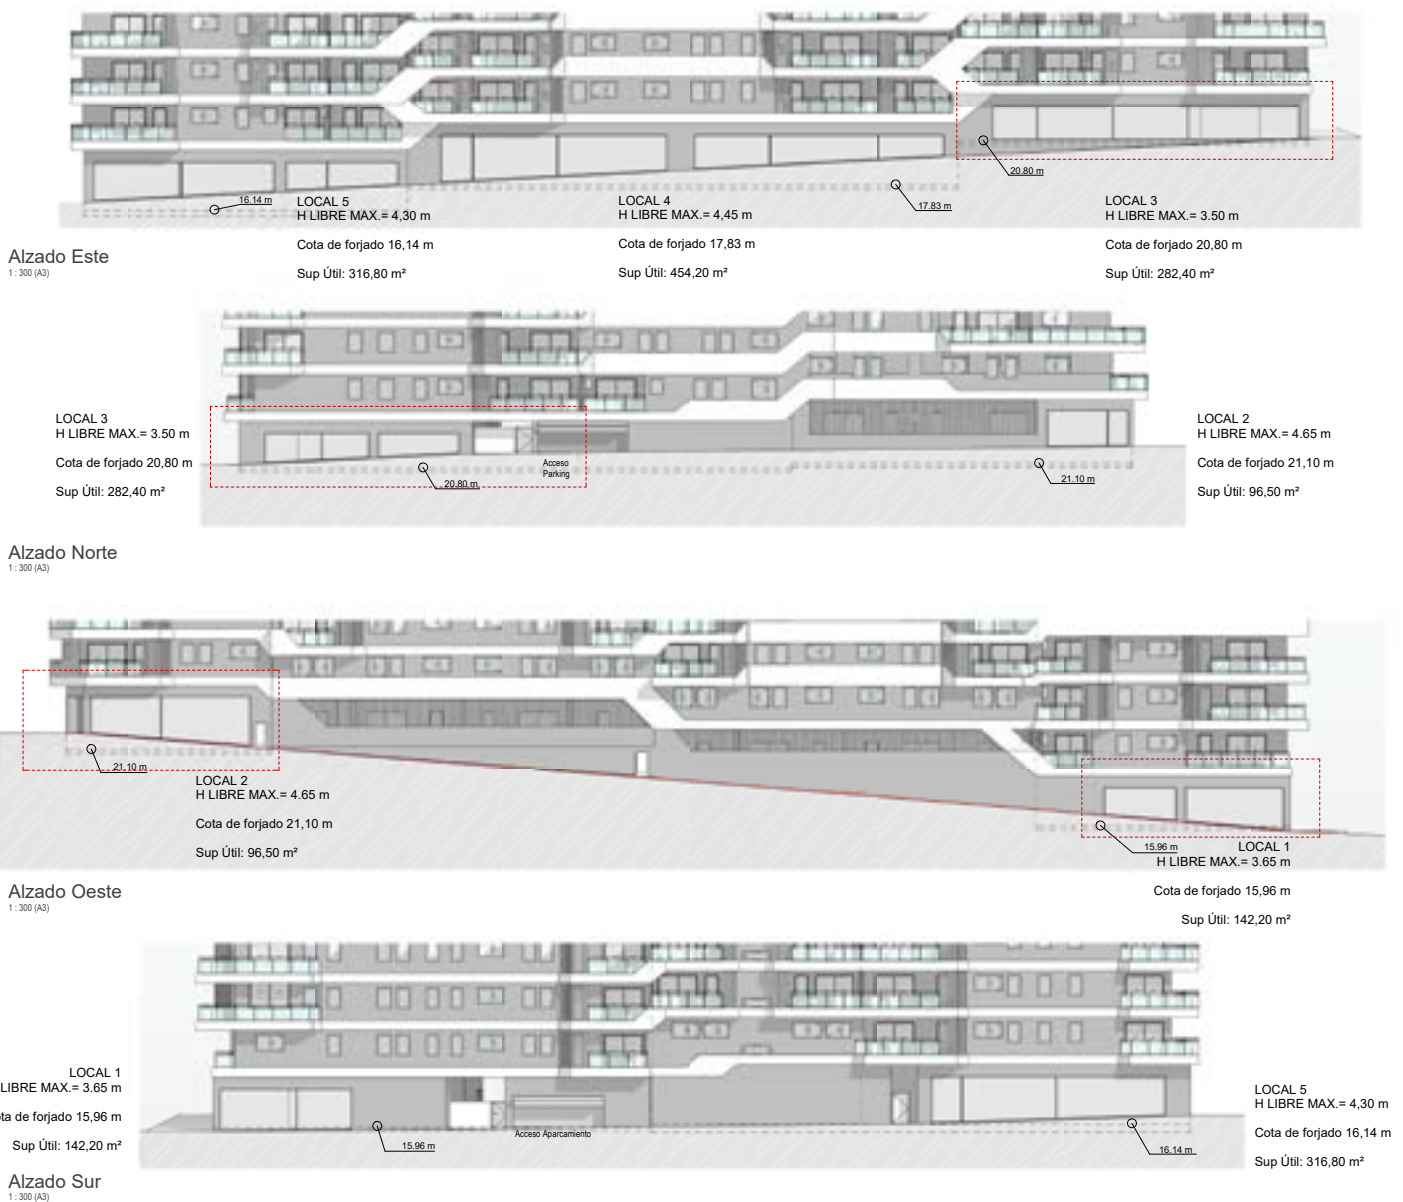 16.14 m
17.83 m
20.80 m
LOCAL 5
H LIBRE MAX.= 4,30 m
Cota de forjado 16,14 m
Sup Útil: 316,80 m²
LOCAL 4
H LIBRE MAX.= 4,45 m
Cota de forjado 17,83 m
Sup Útil: 454,20 m²
LOCAL 3
H LIBRE MAX.= 3.50 m
Cota de forjado 20,80 m
Sup Útil: 282,40 m²
Alzado Este
1 : 300 (A3)
LOCAL 3
H LIBRE MAX.= 3.50 m
Cota de forjado 20,80 m
Sup Útil: 282,40 m²
Acceso
Parking
20.80 m
21.10 m
LOCAL 2
H LIBRE MAX.= 4.65 m
Cota de forjado 21,10 m
Sup Útil: 96,50 m²
Alzado Norte
1 : 300 (A3)
21.10 m
LOCAL 2
H LIBRE MAX.= 4.65 m
Cota de forjado 21,10 m
Sup Útil: 96,50 m²
15.96 m
LOCAL 1
H LIBRE MAX.= 3.65 m
Cota de forjado 15,96 m
Sup Útil: 142,20 m²
Alzado Oeste
1 : 300 (A3)
LOCAL 1
LIBRE MAX.= 3.65 m
ta de forjado 15,96 m
Sup Útil: 142,20 m²
15.96 m
Acceso Aparcamiento
16.14 m
LOCAL 5
H LIBRE MAX.= 4,30 m
Cota de forjado 16,14 m
Sup Útil: 316,80 m²
Alzado Sur
1 : 300 (A3)